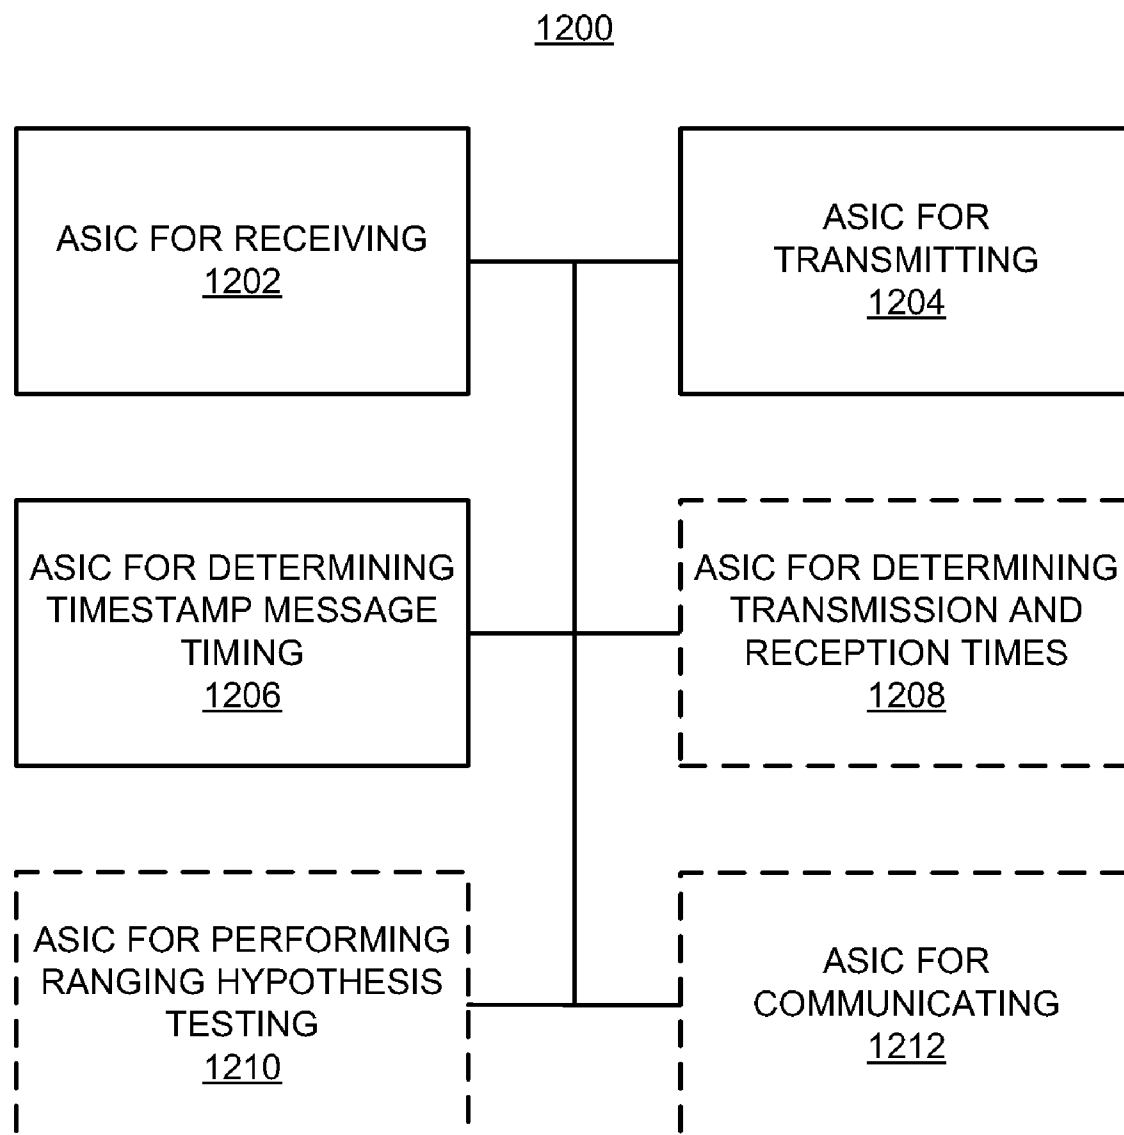 1200
ASIC FOR RECEIVING
1202
ASIC FOR
TRANSMITTING
1204
ASIC FOR DETERMINING
TIMESTAMP MESSAGE
TIMING
1206
ASIC FOR DETERMINING
TRANSMISSION AND
RECEPTION TIMES
1208
ASIC FOR PERFORMING
RANGING HYPOTHESIS
TESTING
1210
ASIC FOR
COMMUNICATING
1212